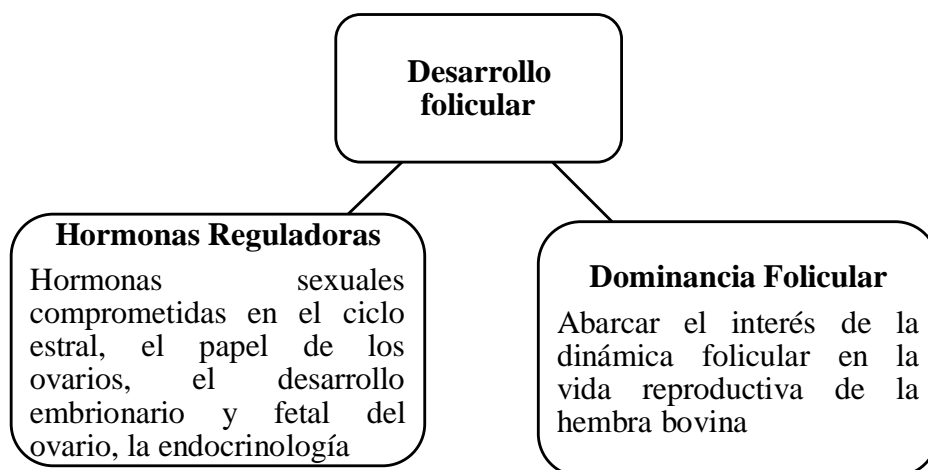 Desarrollo
folicular
Hormonas Reguladoras
Hormonas sexuales
comprometidas en el ciclo
estral, el papel de los
ovarios, el desarrollo
embrionario y fetal del
ovario, la endocrinología
Dominancia Folicular
Abarcar el interés de la
dinámica folicular en la
vida reproductiva de la
hembra bovina